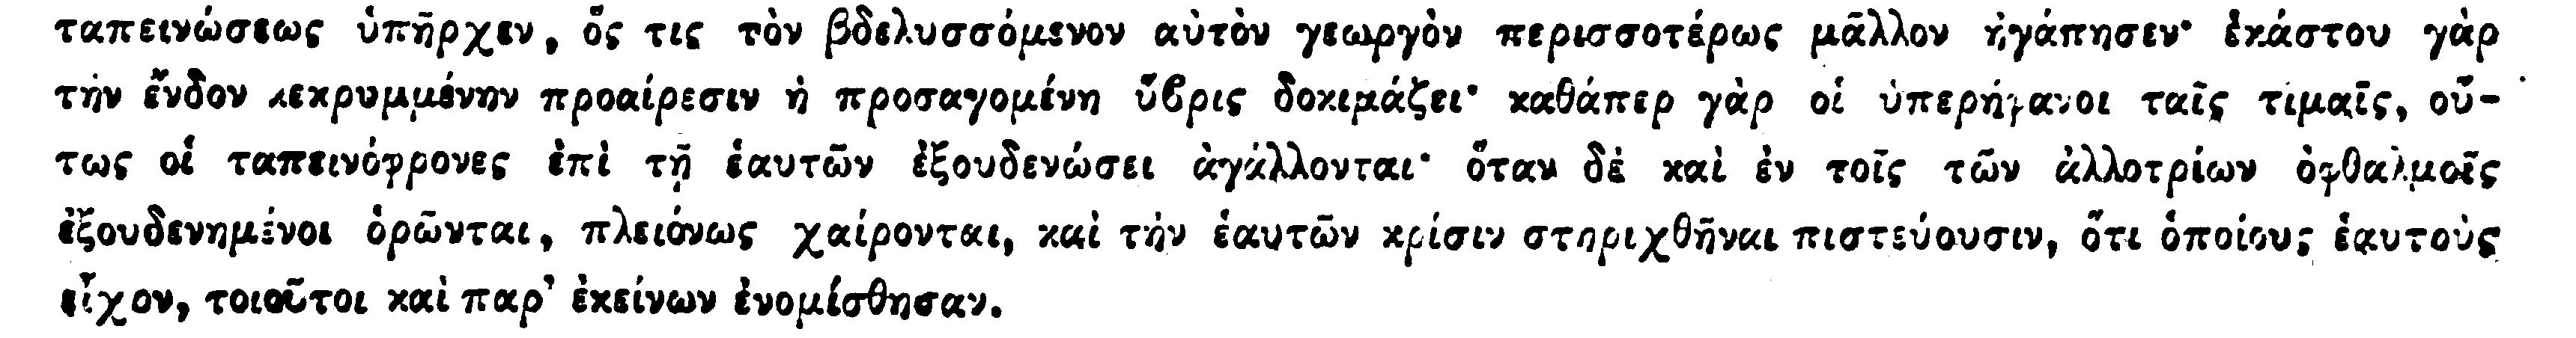 ταπεινώσεως ὑπῆρχεν, ὅς τις τὸν βδελυσσόμενον αὐτὸν γεωργὸν περισσοτέρως μᾶλλον ἠγάπησεν· ἑκάστου γὰρ
τὴν ἔνδον κεκρυμμένην προαίρεσιν ἡ προσαγομένη ὕβρις δοκιμάζει· καθάπερ γὰρ οἱ ὑπερήφανοι ταῖς τιμαῖς, οὕ-
τως οἱ ταπεινόφρονες ἐπὶ τῇ ἑαυτῶν ἐξουδενώσει ἀγάλλονται· ὅταν δὲ καὶ ἐν τοῖς τῶν ἀλλοτρίων ὀφθαλμοῖς
ἐξουδενημένοι ὁρῶνται, πλειόνως χαίρονται, καὶ τὴν ἑαυτῶν κρίσιν στηριχθῆναι πιστεύουσιν, ὅτι ὁποίους ἑαυτοὺς
εἶχον, τοιοῦτοι καὶ παρ' ἐκείνων ἐνομίσθησαν.